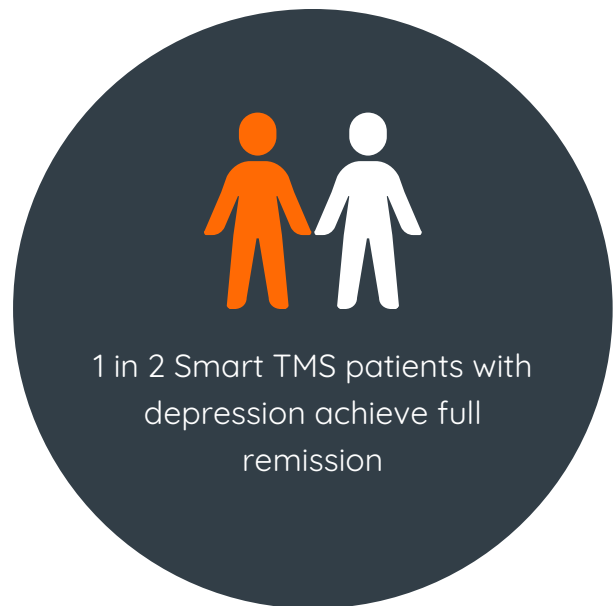 1 in 2 Smart TMS patients with
depression achieve full
remission